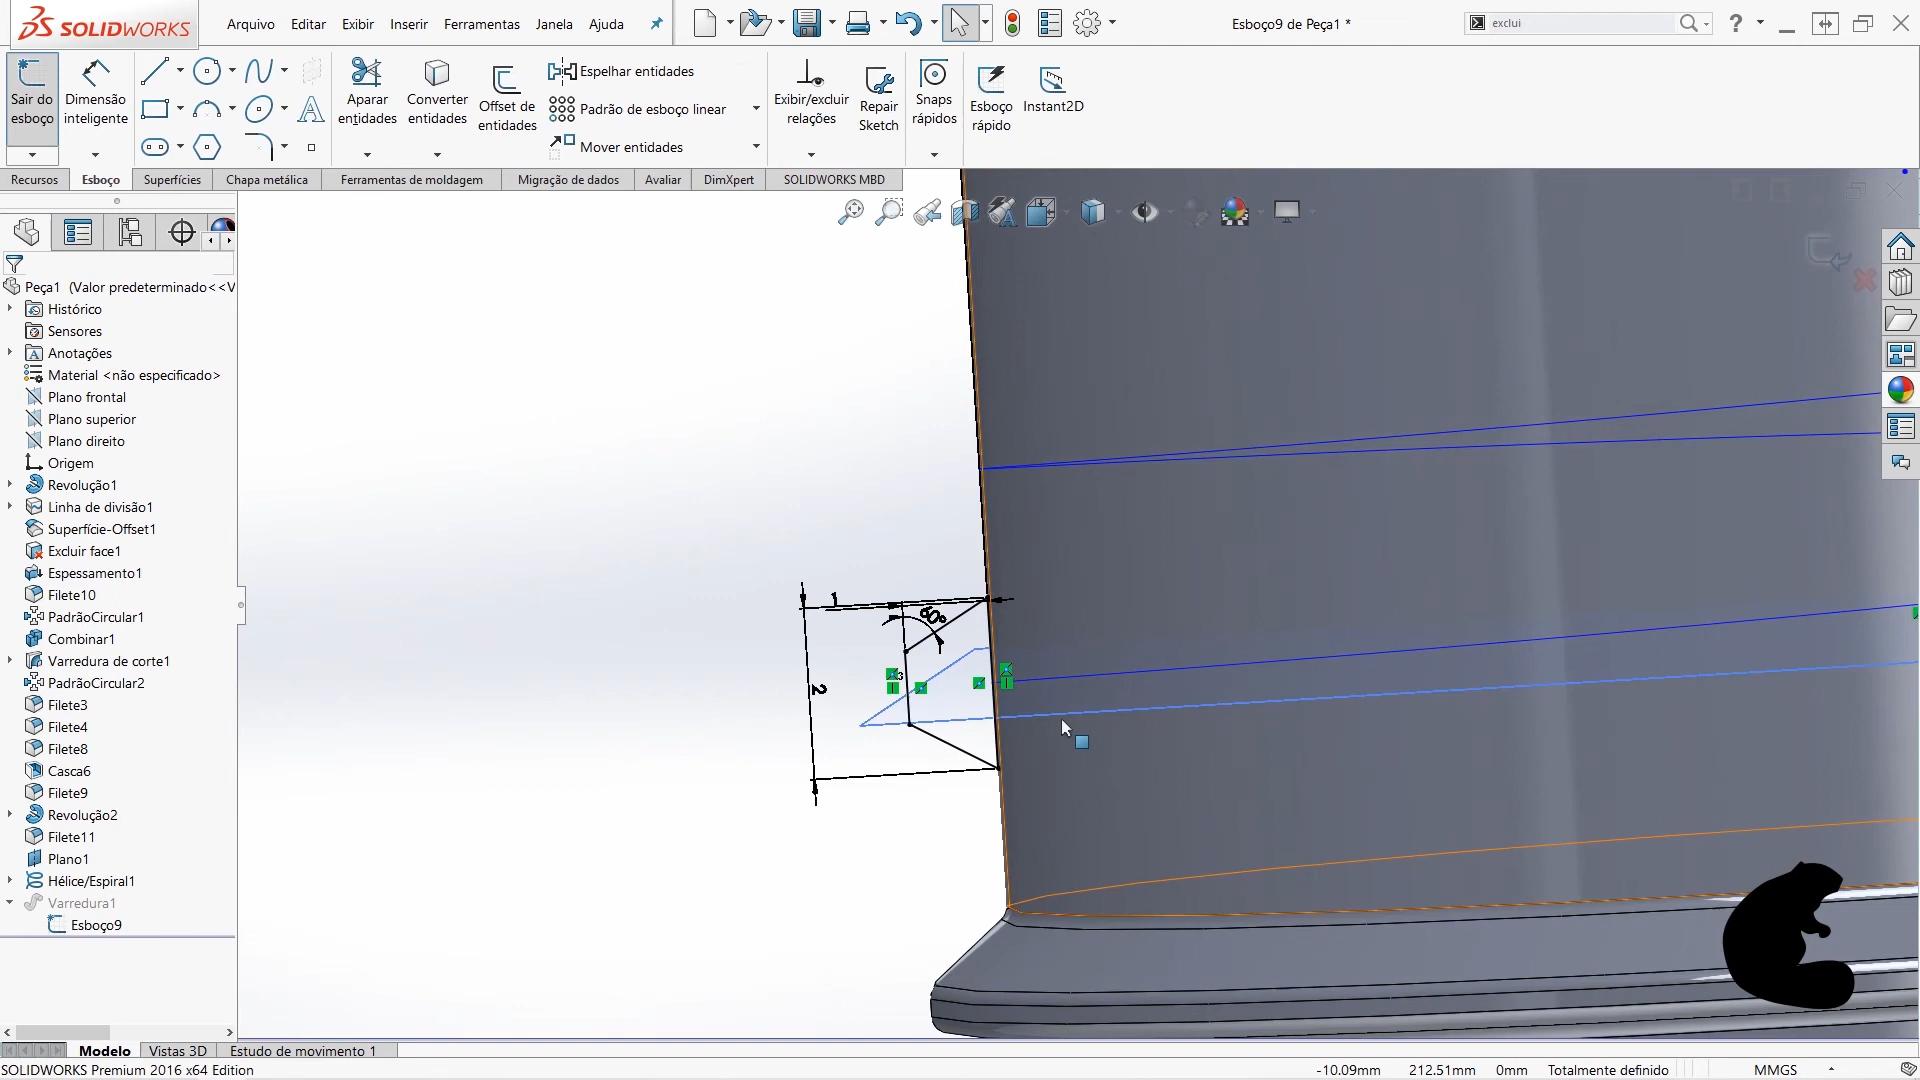 SOLIDWORKS
Arquivo Editar Exibir Inserir Ferramentas Janela Ajuda
Esboço9 de Peça1 *
exclui
Sair do esboço
Dimensão inteligente
Aparar entidades
Converter entidades
Offset de entidades
Espelhar entidades
Padrão de esboço linear
Mover entidades
Exibir/excluir relações
Repair Sketch
Snaps rápidos
Esboço rápido
Instant2D
Recursos Esboço Superfícies Chapa metálica Ferramentas de moldagem Migração de dados Avaliar DimXpert SOLIDWORKS MBD
Peça1 (Valor predeterminado<<V
Histórico
Sensores
Anotações
Material <não especificado>
Plano frontal
Plano superior
Plano direito
Origem
Revolução1
Linha de divisão1
Superfície-Offset1
Excluir face1
Espessamento1
Filete10
PadrãoCircular1
Combinar1
Varredura de corte1
PadrãoCircular2
Filete3
Filete4
Filete8
Casca6
Filete9
Revolução2
Filete11
Plano1
Hélice/Espiral1
Varredura1
Esboço9
1
2
3
Modelo Vistas 3D Estudo de movimento 1
SOLIDWORKS Premium 2016 x64 Edition
-10.09mm 212.51mm 0mm Totalmente definido MMGS